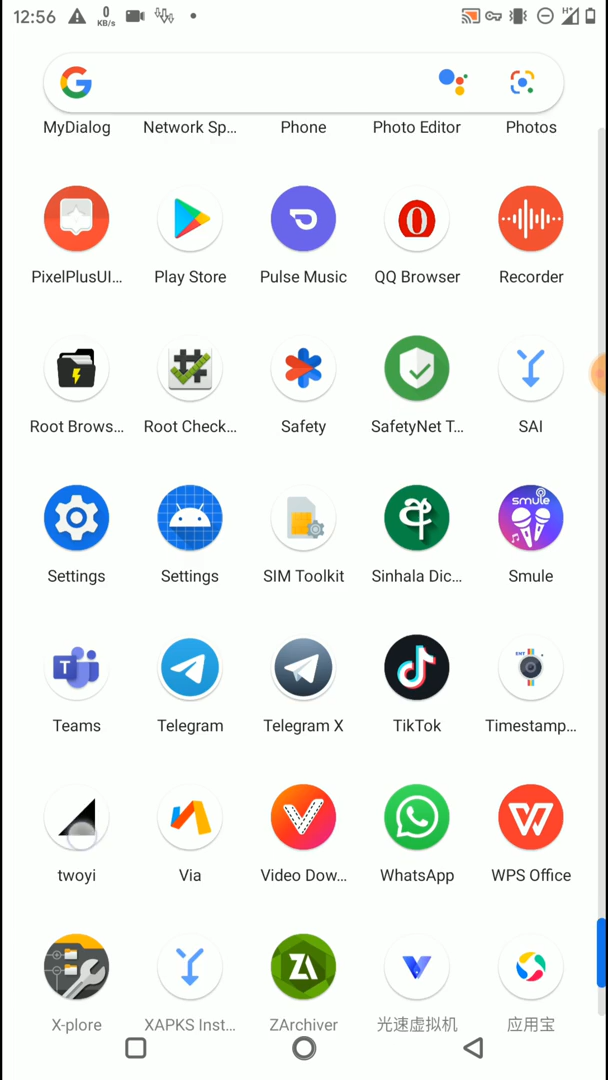 12:56
0
KB/s
H+
MyDialog
Network Sp...
Phone
Photo Editor
Photos
PixelPlusUI...
Play Store
Pulse Music
QQ Browser
Recorder
Root Brows...
Root Check...
Safety
SafetyNet T...
SAI
අ
smule
Settings
Settings
SIM Toolkit
Sinhala Dic...
Smule
T
ENT
Teams
Telegram
Telegram X
TikTok
Timestamp...
twoyi
Via
Video Dow...
WhatsApp
WPS Office
ZA
X-plore
XAPKS Inst...
ZArchiver
光速虚拟机
应用宝